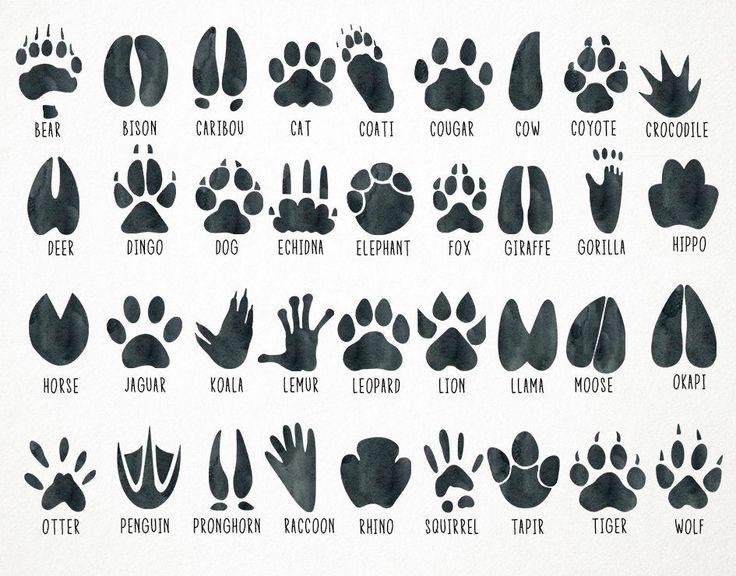 BEAR BISON CARIBOU CAT COATI COUGAR COW COYOTE CROCODILE
DEER DINGO DOG ECHIDNA ELEPHANT FOX GIRAFFE GORILLA HIPPO
HORSE JAGUAR KOALA LEMUR LEOPARD LION LLAMA MOOSE OKAPI
OTTER PENGUIN PRONGHORN RACCOON RHINO SQUIRREL TAPIR TIGER WOLF